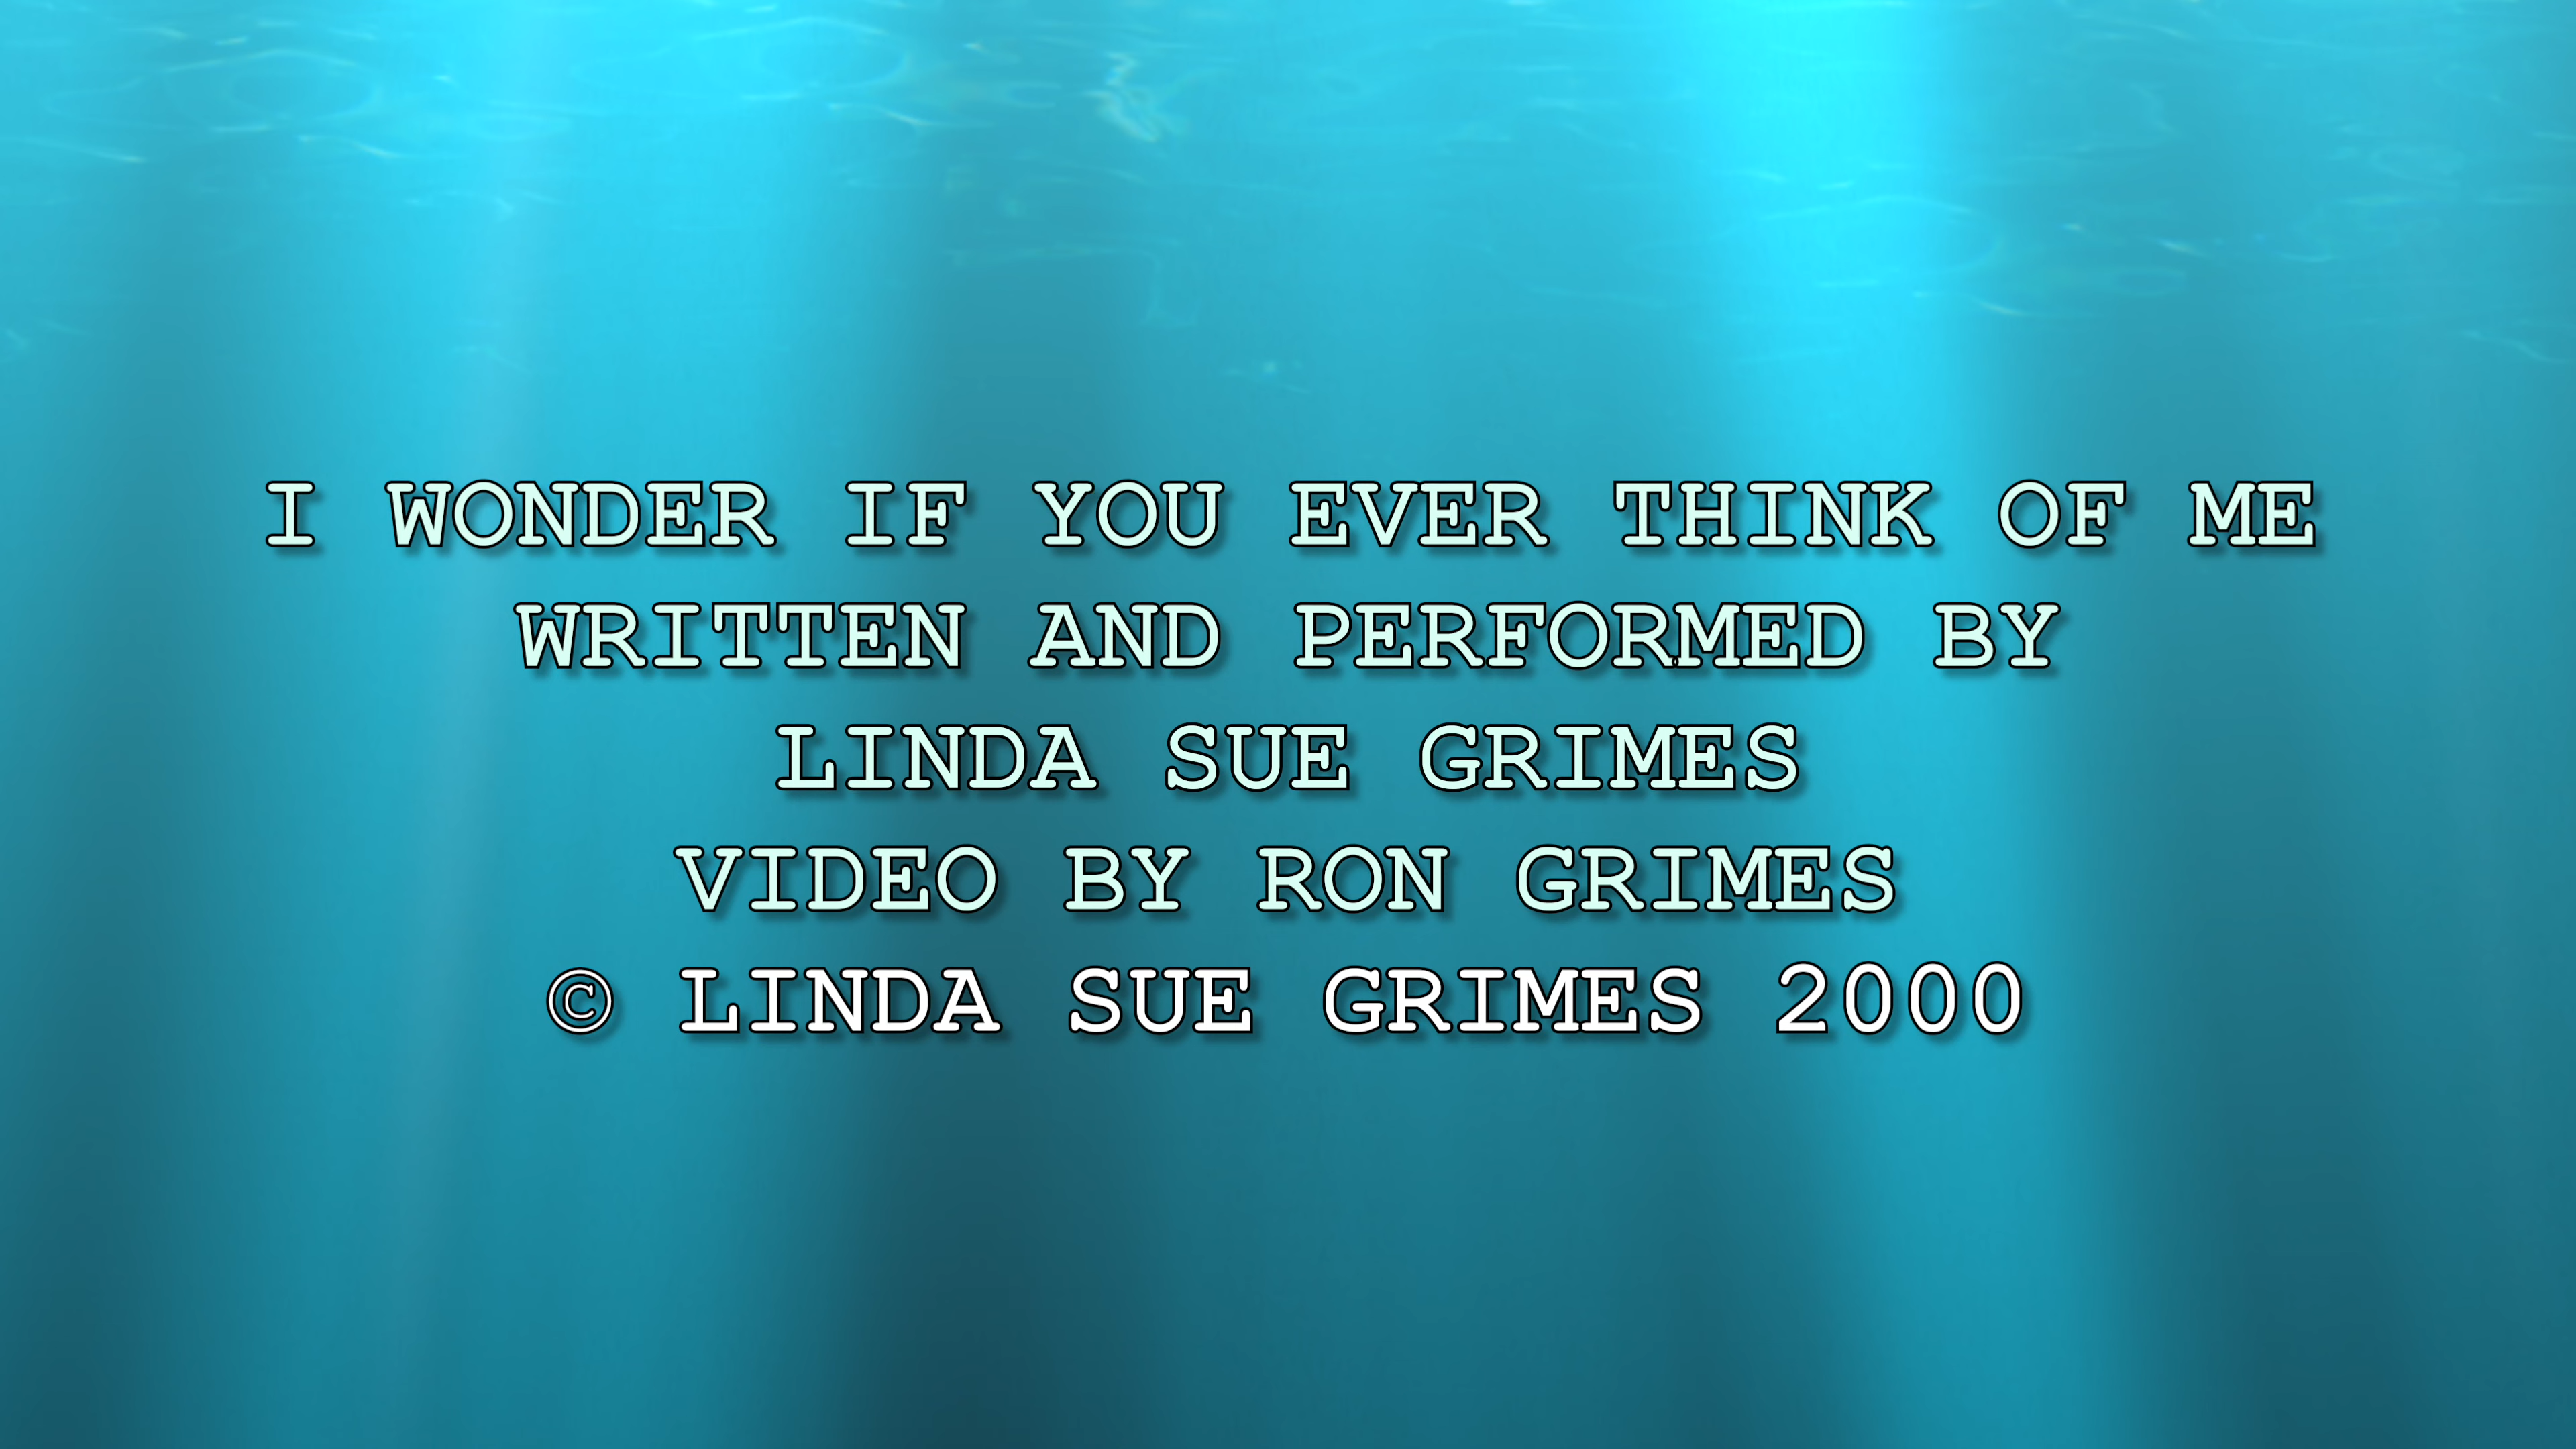 I WONDER IF YOU EVER THINK OF ME
WRITTEN AND PERFORMED BY
LINDA SUE GRIMES
VIDEO BY RON GRIMES
© LINDA SUE GRIMES 2000